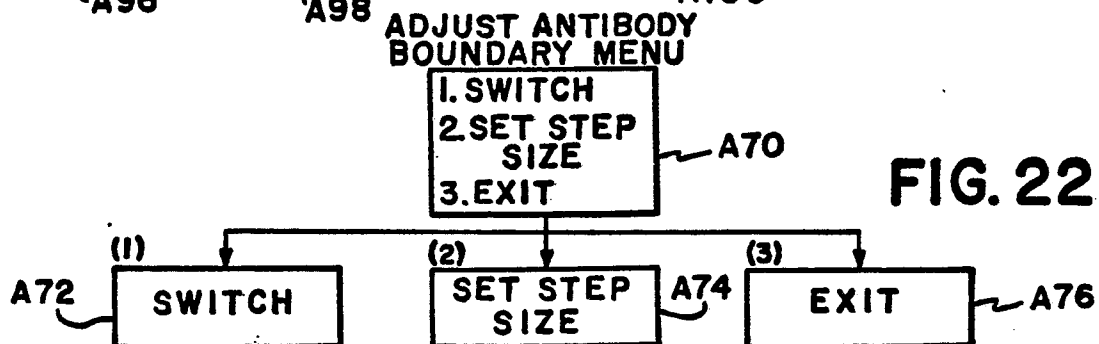 A96 A98
ADJUST ANTIBODY
BOUNDARY MENU
1. SWITCH
2. SET STEP
SIZE
3. EXIT
A70
FIG. 22
(1) (2) (3)
A72 SWITCH
SET STEP
SIZE
A74
EXIT A76